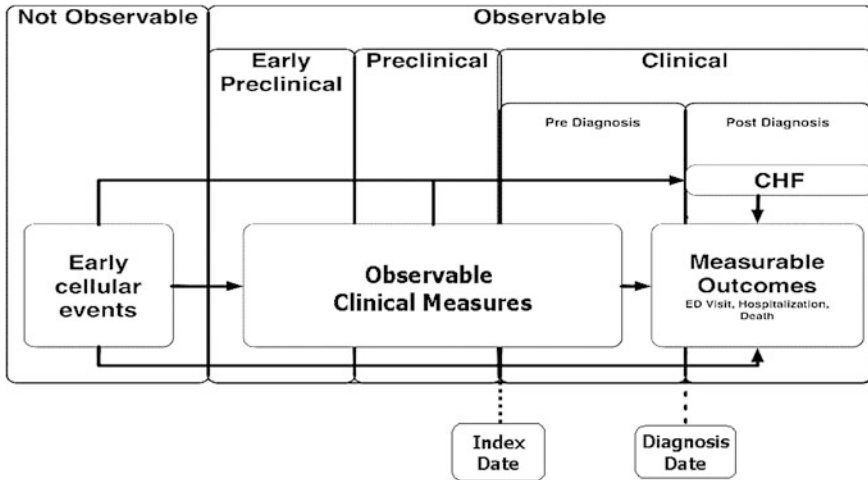 Not Observable
Observable
Early
Preclinical
Preclinical
Clinical
Pre Diagnosis
Post Diagnosis
CHF
Early
cellular
events
Observable
Clinical Measures
Measurable
Outcomes
ED Visit, Hospitalization,
Death
Index
Date
Diagnosis
Date